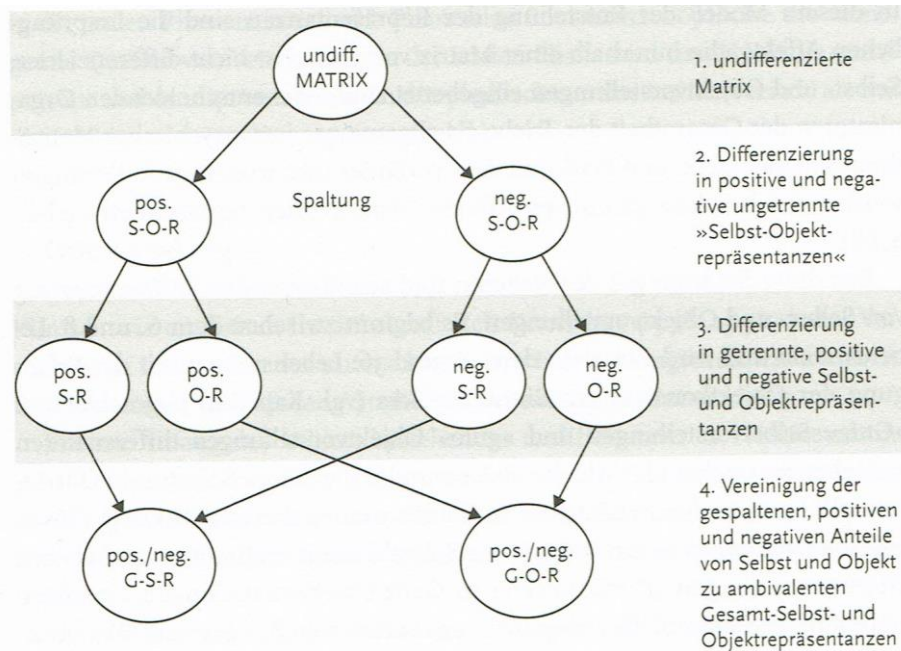 undiff.
MATRIX
1. undifferenzierte
Matrix
pos.
S-O-R
Spaltung
neg.
S-O-R
2. Differenzierung
in positive und nega-
tive ungetrennte
»Selbst-Objekt-
repräsentanzen«
pos.
S-R
pos.
O-R
neg.
S-R
neg.
O-R
3. Differenzierung
in getrennte, positive
und negative Selbst-
und Objektrepräsen-
tanzen
pos./neg.
G-S-R
pos./neg.
G-O-R
4. Vereinigung der
gespaltenen, positiven
und negativen Anteile
von Selbst und Objekt
zu ambivalenten
Gesamt-Selbst- und
Objektrepräsentanzen